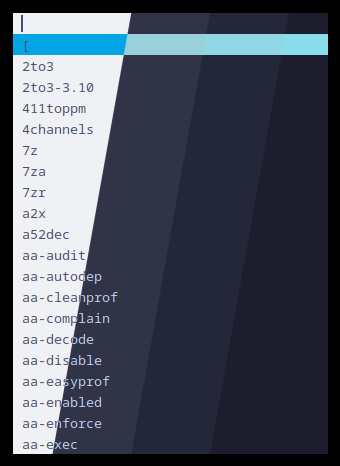 [
2to3
2to3-3.10
411toppm
4channels
7z
7za
7zr
a2x
a52dec
aa-audit
aa-autodep
aa-cleanprof
aa-complain
aa-decode
aa-disable
aa-easyprof
aa-enabled
aa-enforce
aa-exec